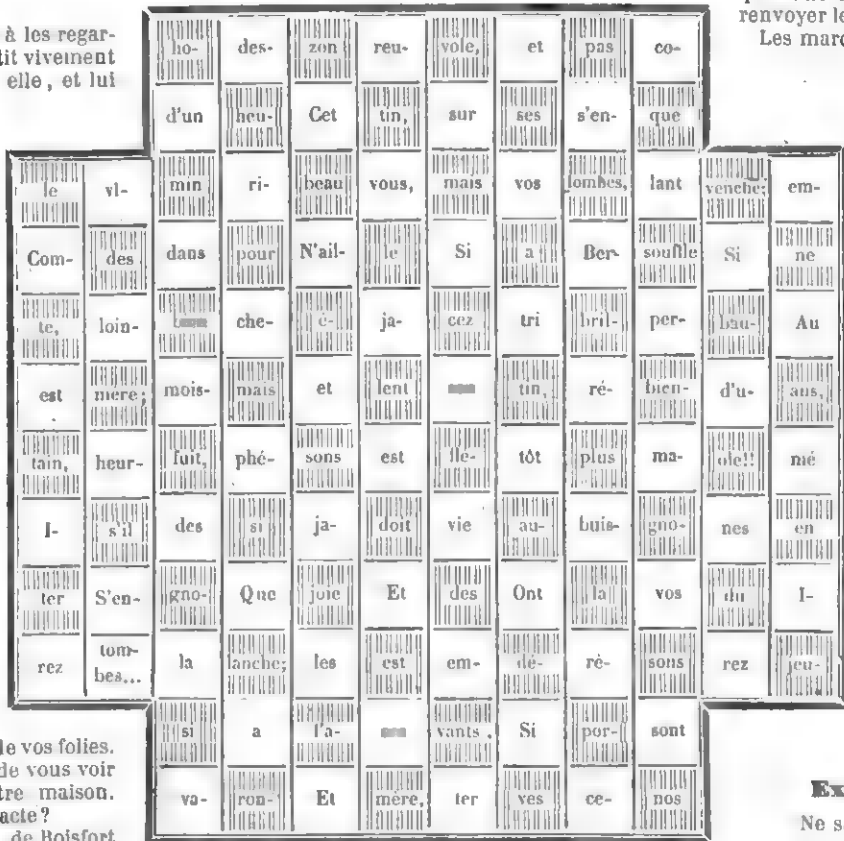 à les regar-
tit vivement
elle, et lui
renvoyer le
Les marq
ho- des- zon reu- vole, et pas co-
d'un heu- Cet tin, sur ses s'en- que
le vi- min ri- beau vous, mais vos lombes, lant venche; em-
Com- des dans pour N'ail- le Si a Ber- souffle Si ne
te, loin- che- é- ja- cez tri bril- per- bau- Au
est mère; mois- mais et lent tin, ré- bien- d'u- aus,
tain, heur- fuit, phé- sons est fle- tôt plus ma- ole!! mé
I- s'il des si ja- doit vie au- buis- gno- nes en
ter S'en- gno- Que joie Et des Ont la vos du I-
rez tom-
bes... la lanche; les est em- dé- ré- sons rez jeu-
si a l'a- vants. Si por- sont
va- ron- Et mère, ter ves ce- nos
de vos folies.
de vous voir
tre maison.
acte?
de Boisfort
Ex
Ne s